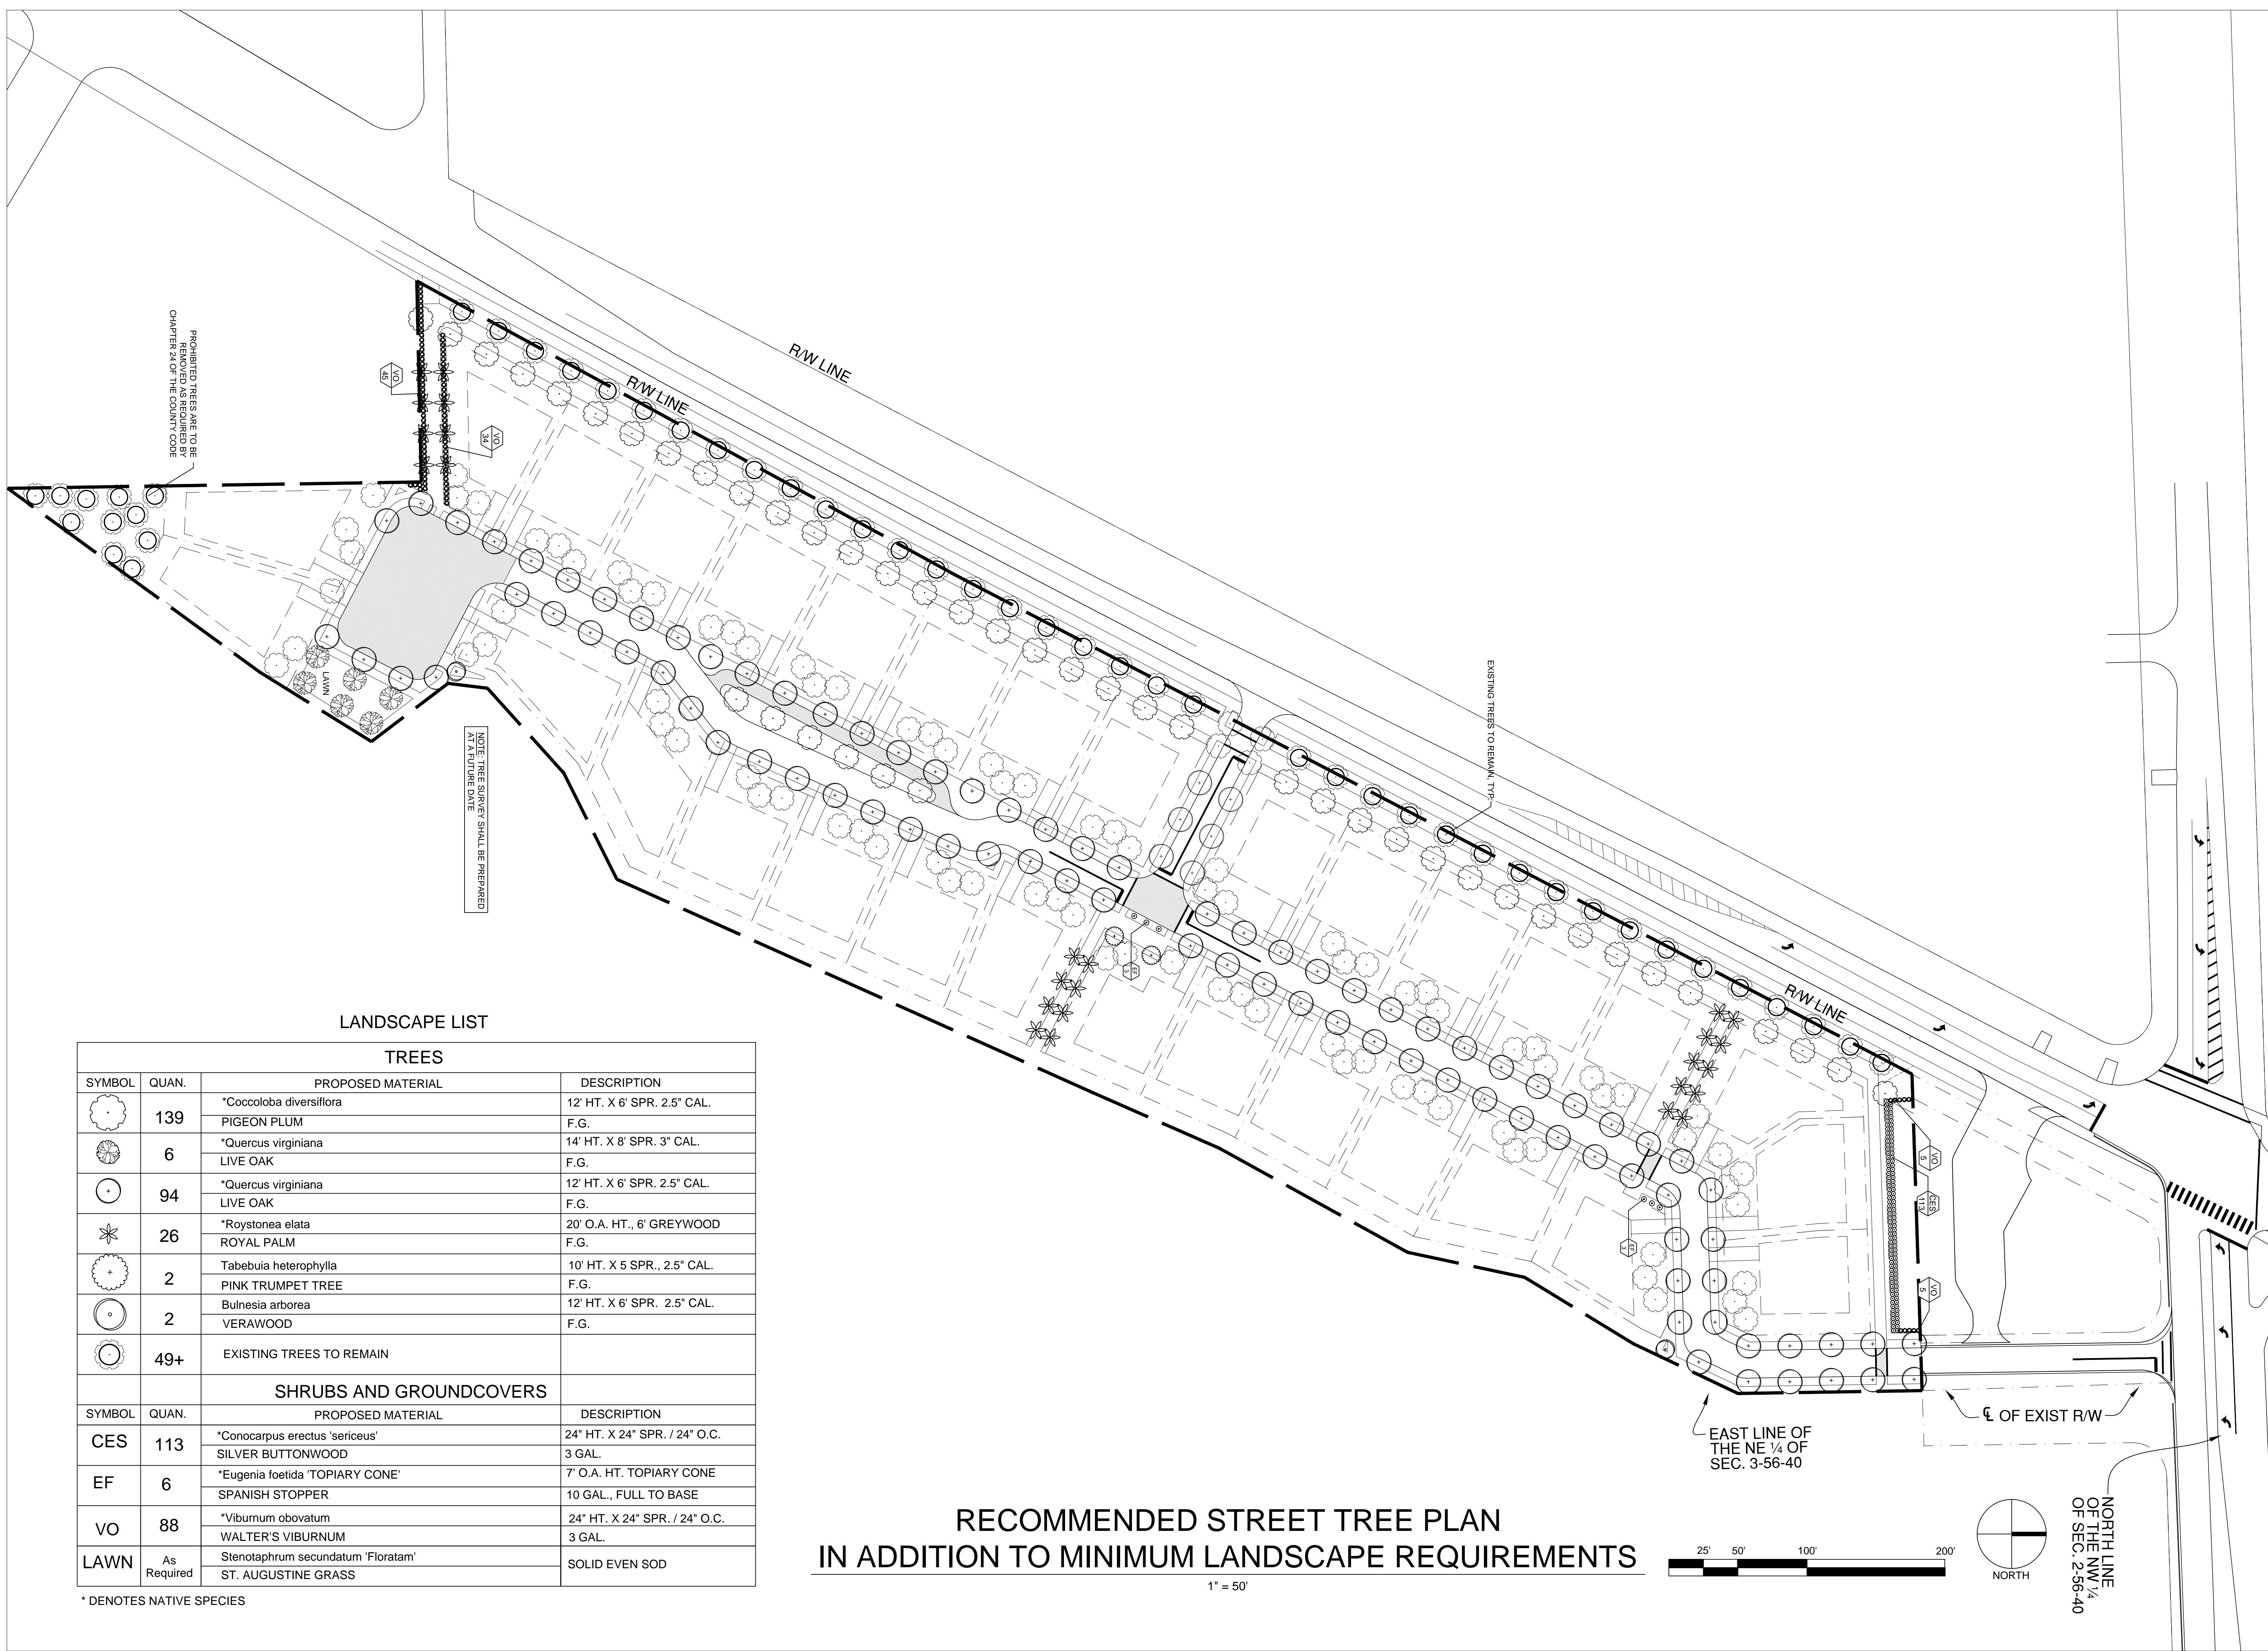 PROHIBITED TREES ARE TO BE
REMOVED AS REQUIRED BY
CHAPTER 24 OF THE COUNTY CODE
VO
45
VO
34
R/W LINE
R/W LINE
LAWN
NOTE: TREE SURVEY SHALL BE PREPARED
AT A FUTURE DATE
EXISTING TREES TO REMAIN, TYP.
EF
3
R/W LINE
VO
5
CES
113
EF
3
VO
5
LANDSCAPE LIST
TREES
SYMBOL QUAN. PROPOSED MATERIAL DESCRIPTION
139 *Coccoloba diversiflora 12' HT. X 6' SPR. 2.5" CAL.
PIGEON PLUM F.G.
6 *Quercus virginiana 14' HT. X 8' SPR. 3" CAL.
LIVE OAK F.G.
94 *Quercus virginiana 12' HT. X 6' SPR. 2.5" CAL.
LIVE OAK F.G.
26 *Roystonea elata 20' O.A. HT., 6' GREYWOOD
ROYAL PALM F.G.
2 Tabebuia heterophylla 10' HT. X 5 SPR., 2.5" CAL.
PINK TRUMPET TREE F.G.
2 Bulnesia arborea 12' HT. X 6' SPR. 2.5" CAL.
VERAWOOD F.G.
49+ EXISTING TREES TO REMAIN
SHRUBS AND GROUNDCOVERS
SYMBOL QUAN. PROPOSED MATERIAL DESCRIPTION
CES 113 *Conocarpus erectus 'sericeus' 24" HT. X 24" SPR. / 24" O.C.
SILVER BUTTONWOOD 3 GAL.
EF 6 *Eugenia foetida 'TOPIARY CONE' 7' O.A. HT. TOPIARY CONE
SPANISH STOPPER 10 GAL., FULL TO BASE
VO 88 *Viburnum obovatum 24" HT. X 24" SPR. / 24" O.C.
WALTER'S VIBURNUM 3 GAL.
LAWN As Required Stenotaphrum secundatum 'Floratam' SOLID EVEN SOD
ST. AUGUSTINE GRASS
* DENOTES NATIVE SPECIES
RECOMMENDED STREET TREE PLAN
IN ADDITION TO MINIMUM LANDSCAPE REQUIREMENTS
1" = 50'
25' 50' 100' 200'
NORTH
EAST LINE OF
THE NE ¼ OF
SEC. 3-56-40
℄ OF EXIST R/W
NORTH LINE
OF THE NW ¼
OF SEC. 2-56-40